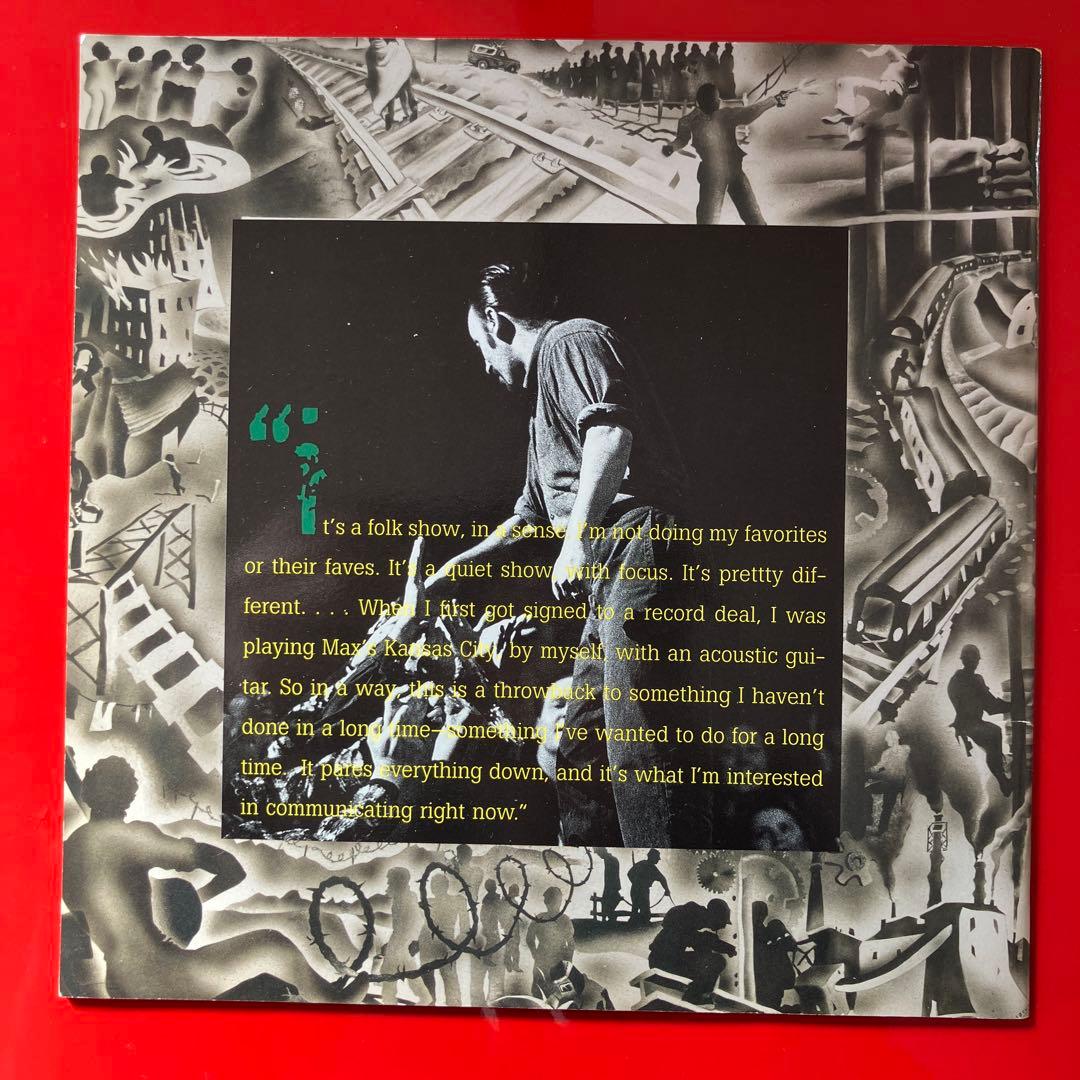 “it’s a folk show, in a sense. I’m not doing my favorites
or their faves. It’s a quiet show, with focus. It’s prettty dif-
ferent. . . . When I first got signed to a record deal, I was
playing Max’s Kansas City, by myself, with an acoustic gui-
tar. So in a way, this is a throwback to something I haven’t
done in a long time—something I’ve wanted to do for a long
time. It pares everything down, and it’s what I’m interested
in communicating right now.”